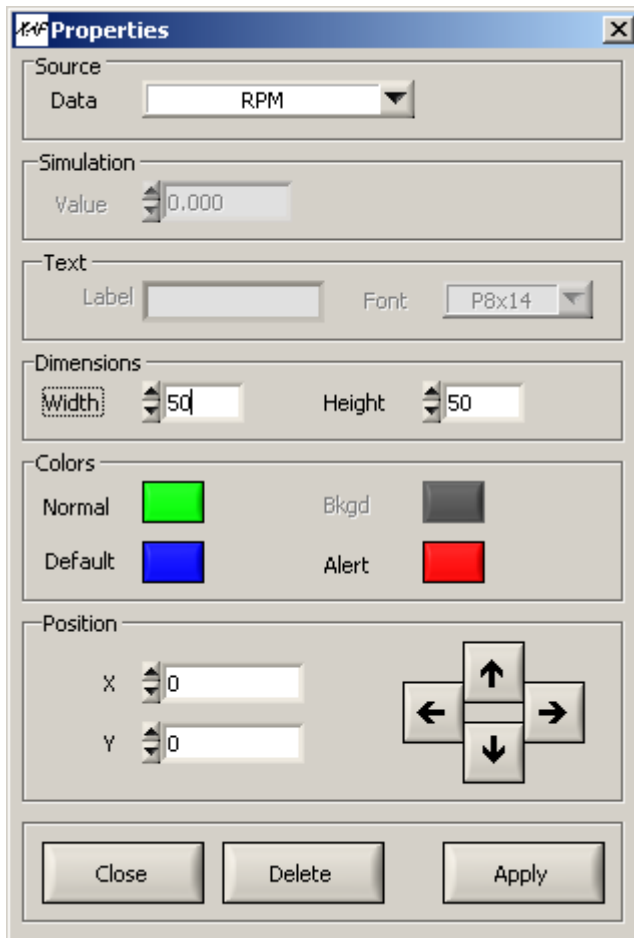 XAF Properties
Source
Data RPM
Simulation
Value 0.000
Text
Label Font P8x14
Dimensions
Width 50 Height 50
Colors
Normal Bkgd
Default Alert
Position
X 0
Y 0
Close Delete Apply